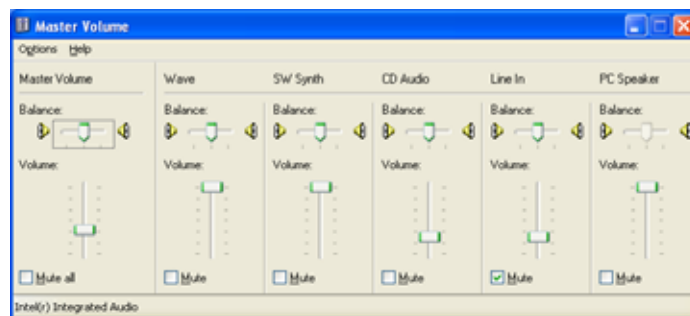 Master Volume
Options Help
Master Volume Wave SW Synth CD Audio Line In PC Speaker
Balance: Balance: Balance: Balance: Balance: Balance:
Volume: Volume: Volume: Volume: Volume: Volume:
Mute all Mute Mute Mute Mute Mute
Intel(r) Integrated Audio